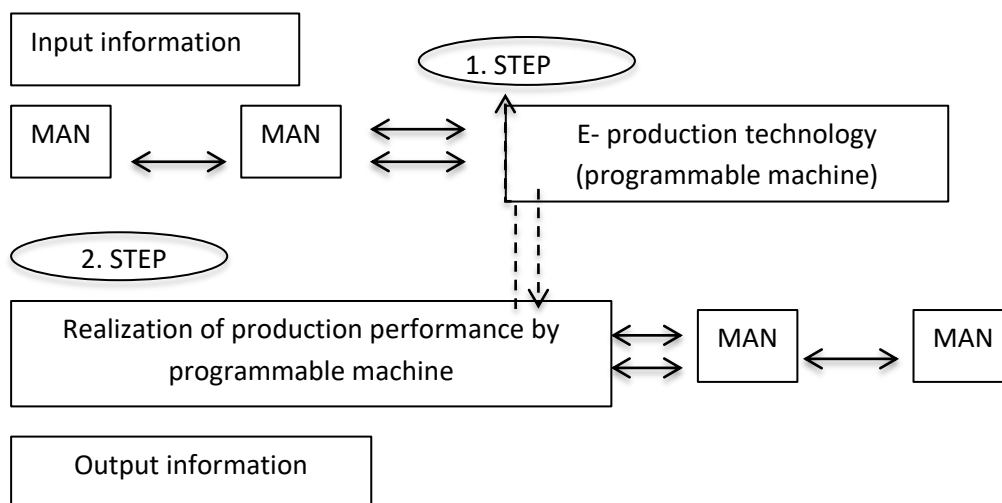 Input information
1. STEP
MAN
MAN
E- production technology
(programmable machine)
2. STEP
Realization of production performance by
programmable machine
MAN
MAN
Output information